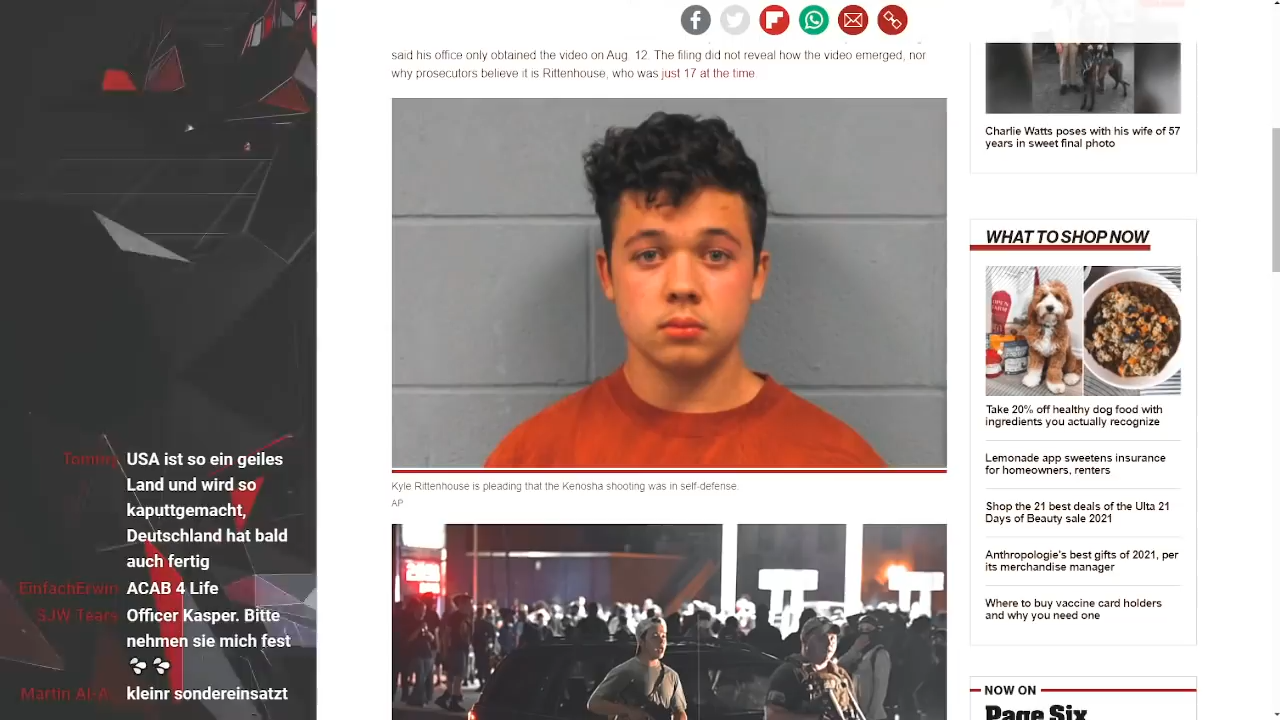 said his office only obtained the video on Aug. 12. The filing did not reveal how the video emerged, nor
why prosecutors believe it is Rittenhouse, who was just 17 at the time.
Kyle Rittenhouse is pleading that the Kenosha shooting was in self-defense.
AP
Charlie Watts poses with his wife of 57
years in sweet final photo
WHAT TO SHOP NOW
Take 20% off healthy dog food with
ingredients you actually recognize
Lemonade app sweetens insurance
for homeowners, renters
Shop the 21 best deals of the Ulta 21
Days of Beauty sale 2021
Anthropologie's best gifts of 2021, per
its merchandise manager
Where to buy vaccine card holders
and why you need one
NOW ON
Page Six
Tommy USA ist so ein geiles
Land und wird so
kaputtgemacht,
Deutschland hat bald
auch fertig
EinfachErwin ACAB 4 Life
SJW Tears Officer Kasper. Bitte
nehmen sie mich fest
Martin Al-A... kleinr sondereinsatzt